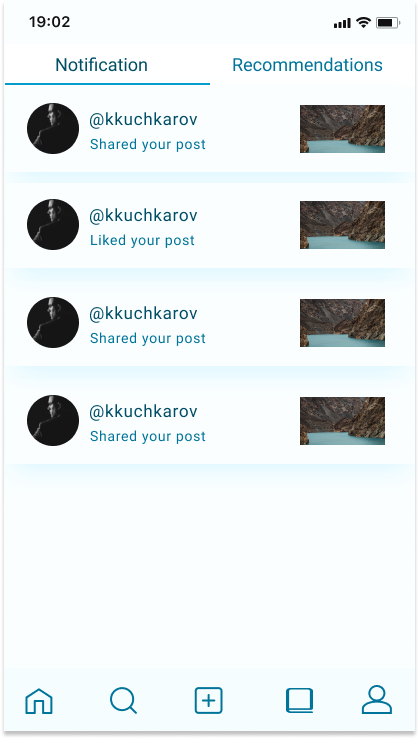 19:02
Notification Recommendations
@kkuchkarov
Shared your post
@kkuchkarov
Liked your post
@kkuchkarov
Shared your post
@kkuchkarov
Shared your post